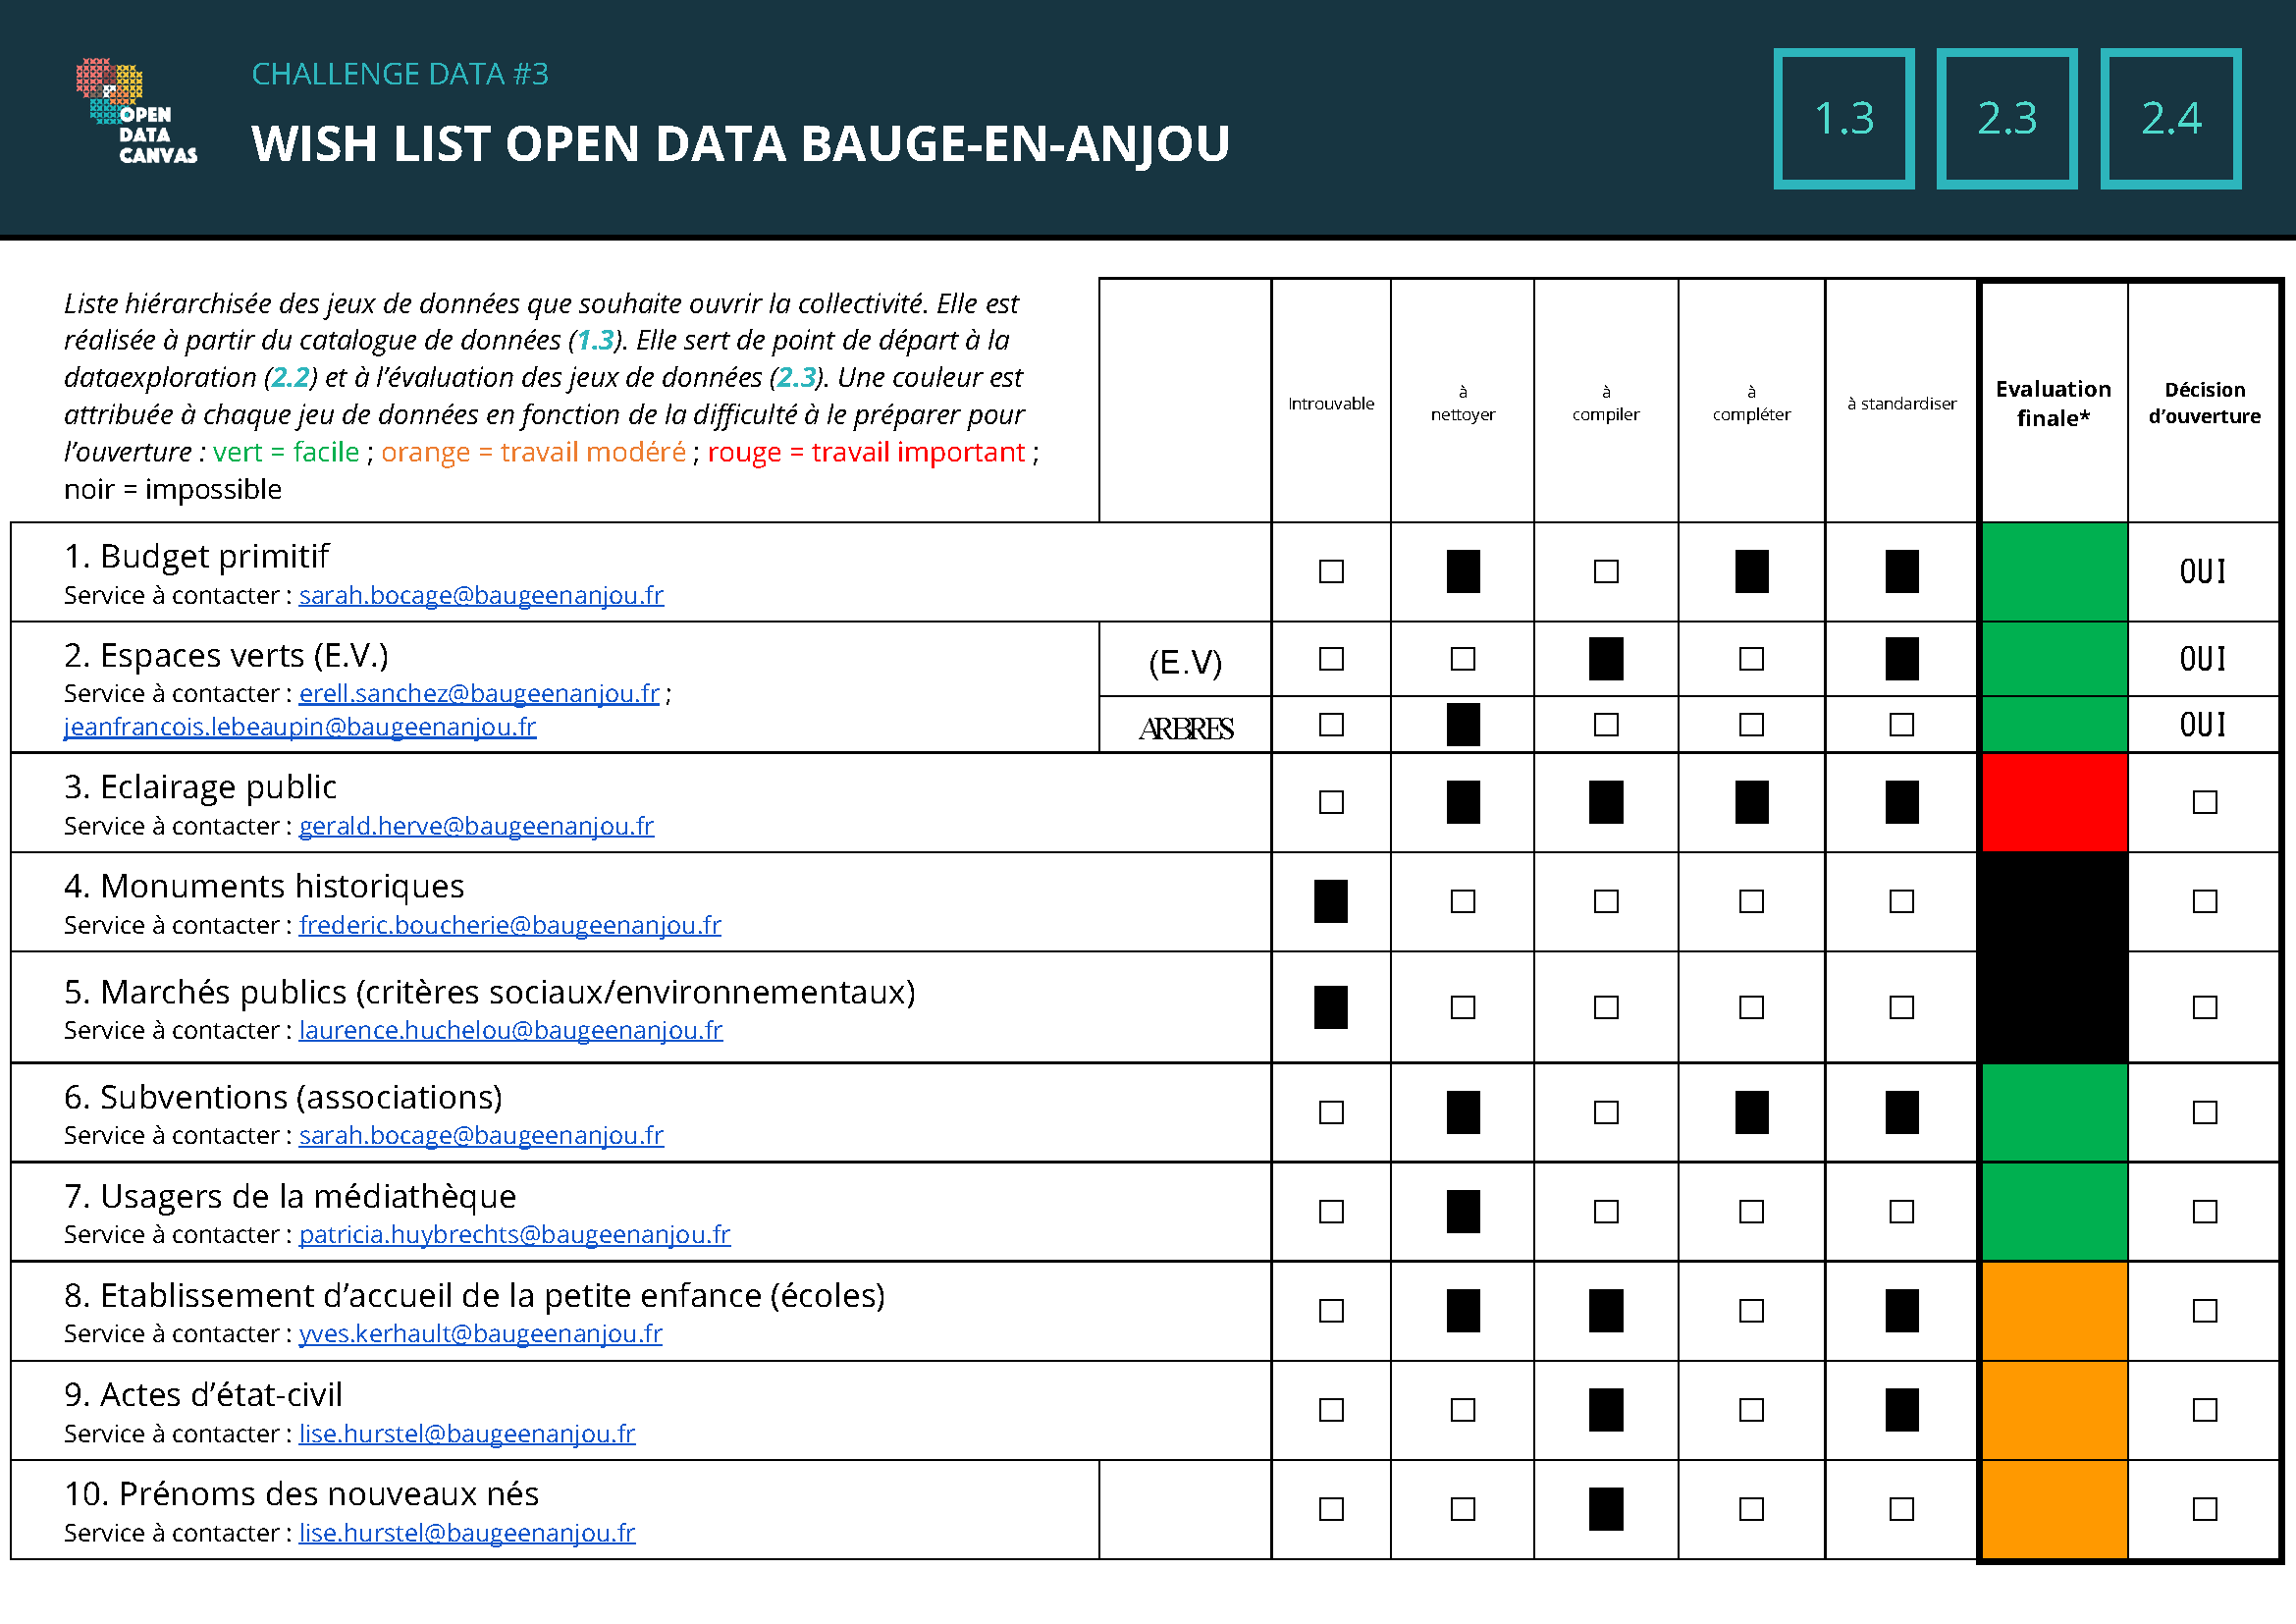 OPEN
DATA
CANVAS
CHALLENGE DATA #3
WISH LIST OPEN DATA BAUGE-EN-ANJOU
1.3
2.3
2.4
Liste hiérarchisée des jeux de données que souhaite ouvrir la collectivité. Elle est
réalisée à partir du catalogue de données (1.3). Elle sert de point de départ à la
dataexploration (2.2) et à l’évaluation des jeux de données (2.3). Une couleur est
attribuée à chaque jeu de données en fonction de la difficulté à le préparer pour
l’ouverture : vert = facile ; orange = travail modéré ; rouge = travail important ;
noir = impossible
Introuvable
à
nettoyer
à
compiler
à
compléter
à standardiser
Evaluation
finale*
Décision
d’ouverture
1. Budget primitif
Service à contacter : sarah.bocage@baugeenanjou.fr
OUI
2. Espaces verts (E.V.)
Service à contacter : erell.sanchez@baugeenanjou.fr ;
jeanfrancois.lebeaupin@baugeenanjou.fr
(E.V)
OUI
ARBRES
OUI
3. Eclairage public
Service à contacter : gerald.herve@baugeenanjou.fr
4. Monuments historiques
Service à contacter : frederic.boucherie@baugeenanjou.fr
5. Marchés publics (critères sociaux/environnementaux)
Service à contacter : laurence.huchelou@baugeenanjou.fr
6. Subventions (associations)
Service à contacter : sarah.bocage@baugeenanjou.fr
7. Usagers de la médiathèque
Service à contacter : patricia.huybrechts@baugeenanjou.fr
8. Etablissement d’accueil de la petite enfance (écoles)
Service à contacter : yves.kerhault@baugeenanjou.fr
9. Actes d’état-civil
Service à contacter : lise.hurstel@baugeenanjou.fr
10. Prénoms des nouveaux nés
Service à contacter : lise.hurstel@baugeenanjou.fr